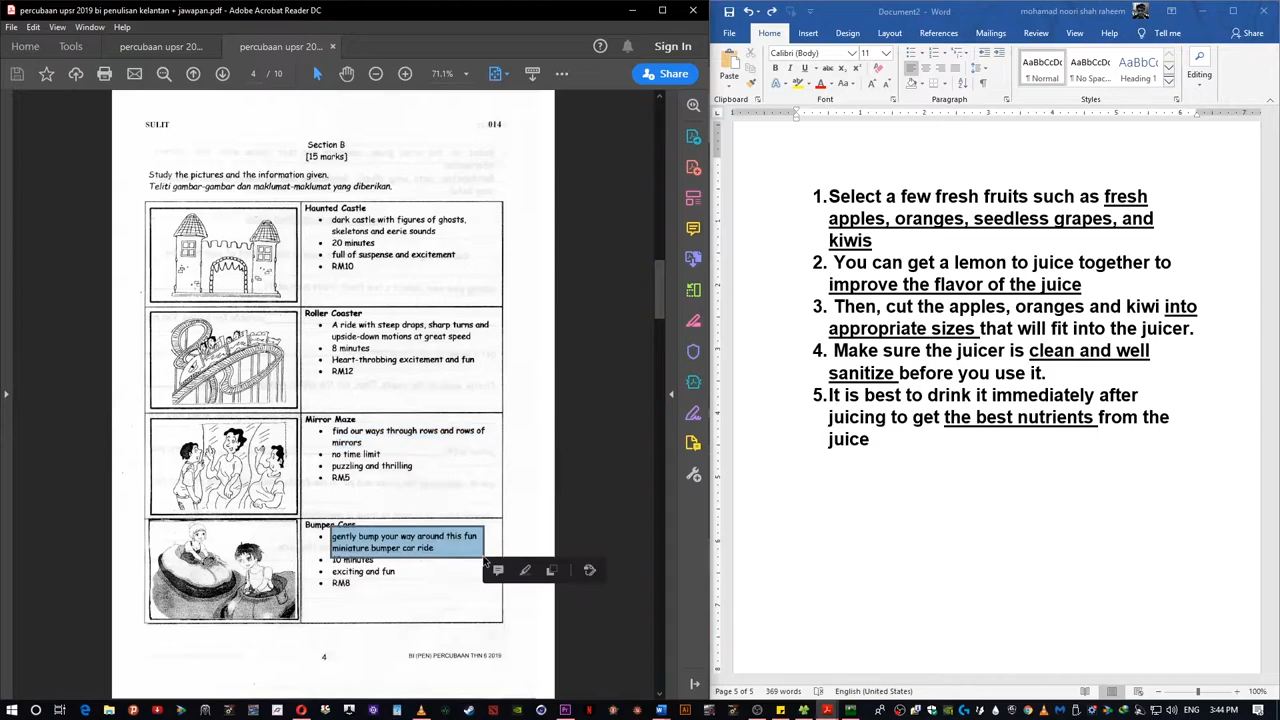 percubaan upsr 2019 bi penulisan kelantan + jawapan.pdf - Adobe Acrobat Reader DC
File Edit View Window Help
Home percubaan upsr 20... percubaan upsr 20...
Sign In
/ 10
71.1%
Share
SULIT 014
Section B
[15 marks]
Study the pictures and the information given.
Teliti gambar-gambar dan maklumat-maklumat yang diberikan.
Haunted Castle
• dark castle with figures of ghosts,
skeletons and eerie sounds
• 20 minutes
• full of suspense and excitement
• RM10
Roller Coaster
• A ride with steep drops, sharp turns and
upside-down motions at great speed
• 8 minutes
• Heart-throbbing excitement and fun
• RM12
Mirror Maze
• find our ways through rows and rows of
mirrors
• no time limit
• puzzling and thrilling
• RM5
Bumper Cars
• gently bump your way around this fun
miniature bumper car ride
• 10 minutes
• exciting and fun
• RM8
4
BI (PEN) PERCUBAAN THN 6 2019
Document2 - Word
mohamad nori shah raheem
File Home Insert Design Layout References Mailings Review View Tell me Share
Paste
Clipboard
Calibri (Body) 11
Font
Paragraph
AaBbCcDc AaBbCcDc AaBbC
¶ Normal ¶ No Spac... Heading 1
Styles
Editing
1.Select a few fresh fruits such as fresh
apples, oranges, seedless grapes, and
kiwis
2. You can get a lemon to juice together to
improve the flavor of the juice
3. Then, cut the apples, oranges and kiwi into
appropriate sizes that will fit into the juicer.
4. Make sure the juicer is clean and well
sanitize before you use it.
5.It is best to drink it immediately after
juicing to get the best nutrients from the
juice
Page 5 of 5 369 words English (United States)
100%
3:44 PM